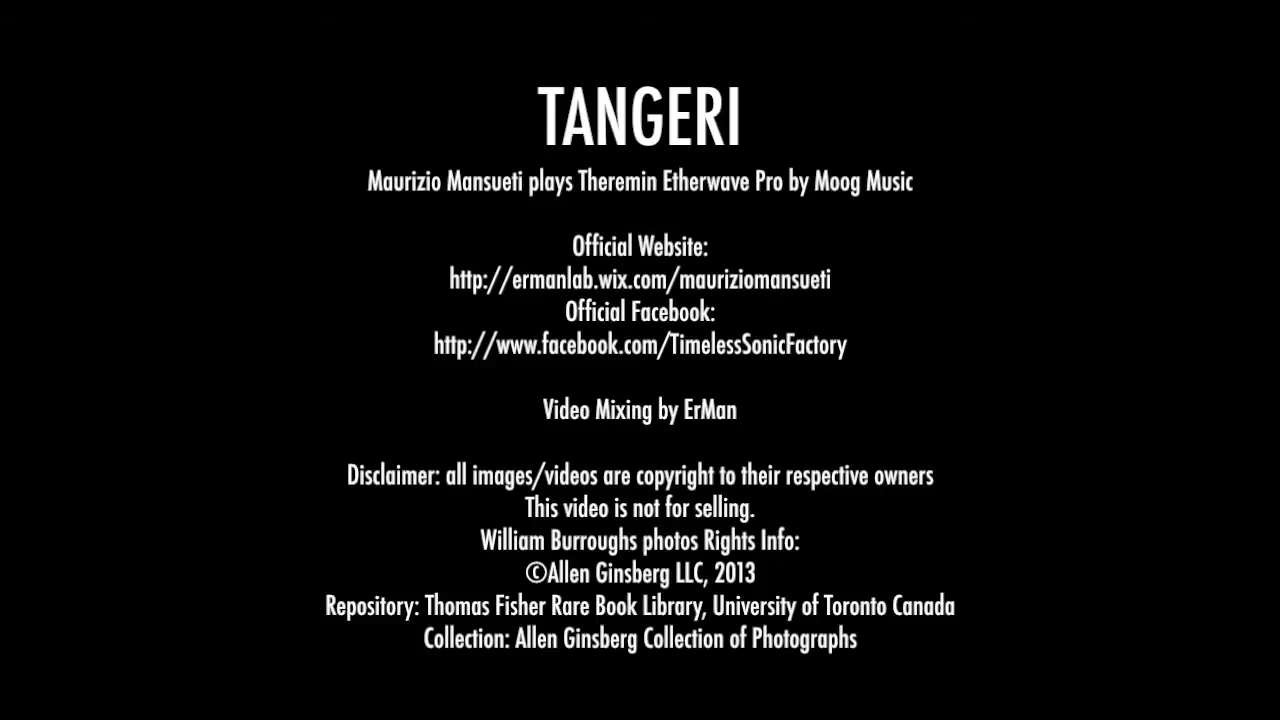 TANGERI
Maurizio Mansueti plays Theremin Etherwave Pro by Moog Music
Official Website:
http://ermanlab.wix.com/mauriziomansueti
Official Facebook:
http://www.facebook.com/TimelessSonicFactory
Video Mixing by ErMan
Disclaimer: all images/videos are copyright to their respective owners
This video is not for selling.
William Burroughs photos Rights Info:
©Allen Ginsberg LLC, 2013
Repository: Thomas Fisher Rare Book Library, University of Toronto Canada
Collection: Allen Ginsberg Collection of Photographs